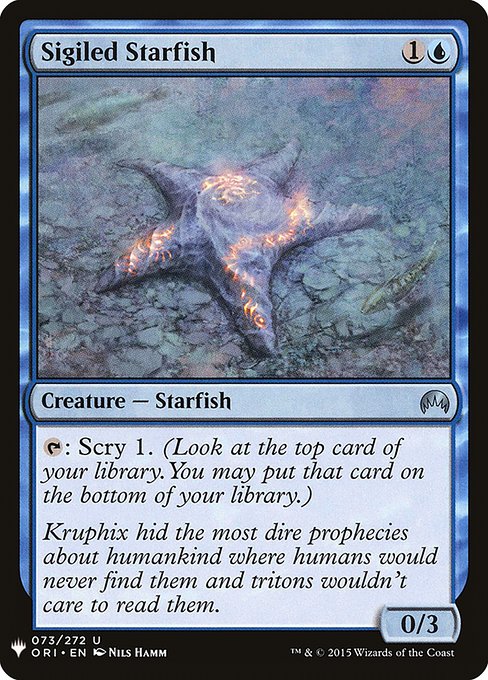 Sigiled Starfish 1
Creature — Starfish
: Scry 1. (Look at the top card of
your library. You may put that card on
the bottom of your library.)
Kruphix hid the most dire prophecies
about humankind where humans would
never find them and tritons wouldn't
care to read them.
0/3
073/272 U
ORI • EN Nils Hamm
™ & © 2015 Wizards of the Coast